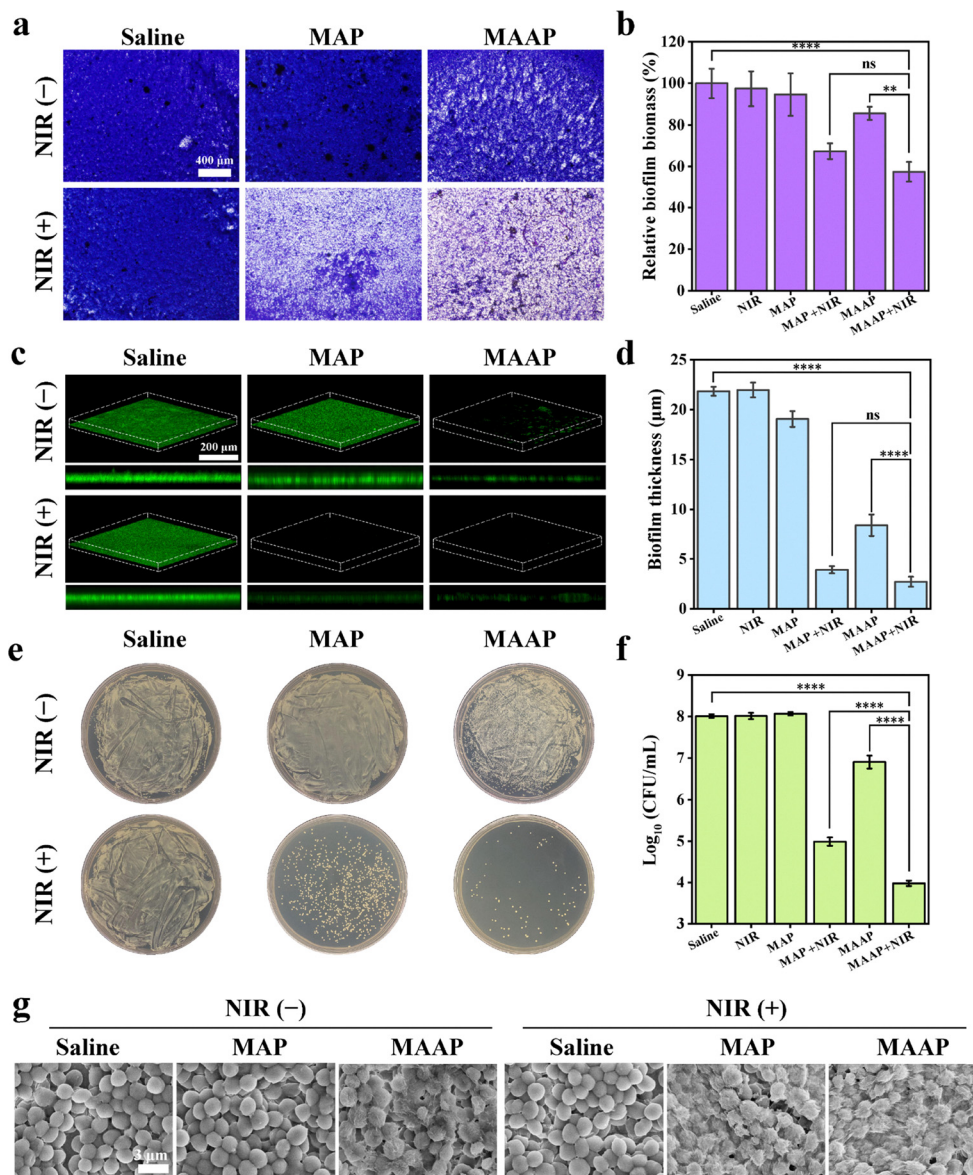 a
Saline MAP MAAP
NIR (−)
400 μm
NIR (+)
b
Relative biofilm biomass (%)
120
100
80
60
40
20
0
****
ns
**
Saline NIR MAP MAP+NIR MAAP MAAP+NIR
c
Saline MAP MAAP
NIR (−)
200 μm
NIR (+)
d
Biofilm thickness (μm)
25
20
15
10
5
0
****
ns
****
Saline NIR MAP MAP+NIR MAAP MAAP+NIR
e
Saline MAP MAAP
NIR (−)
NIR (+)
f
Log₁₀ (CFU/mL)
9
8
7
6
5
4
3
****
****
****
Saline NIR MAP MAP+NIR MAAP MAAP+NIR
g
NIR (−) NIR (+)
Saline MAP MAAP Saline MAP MAAP
3 μm